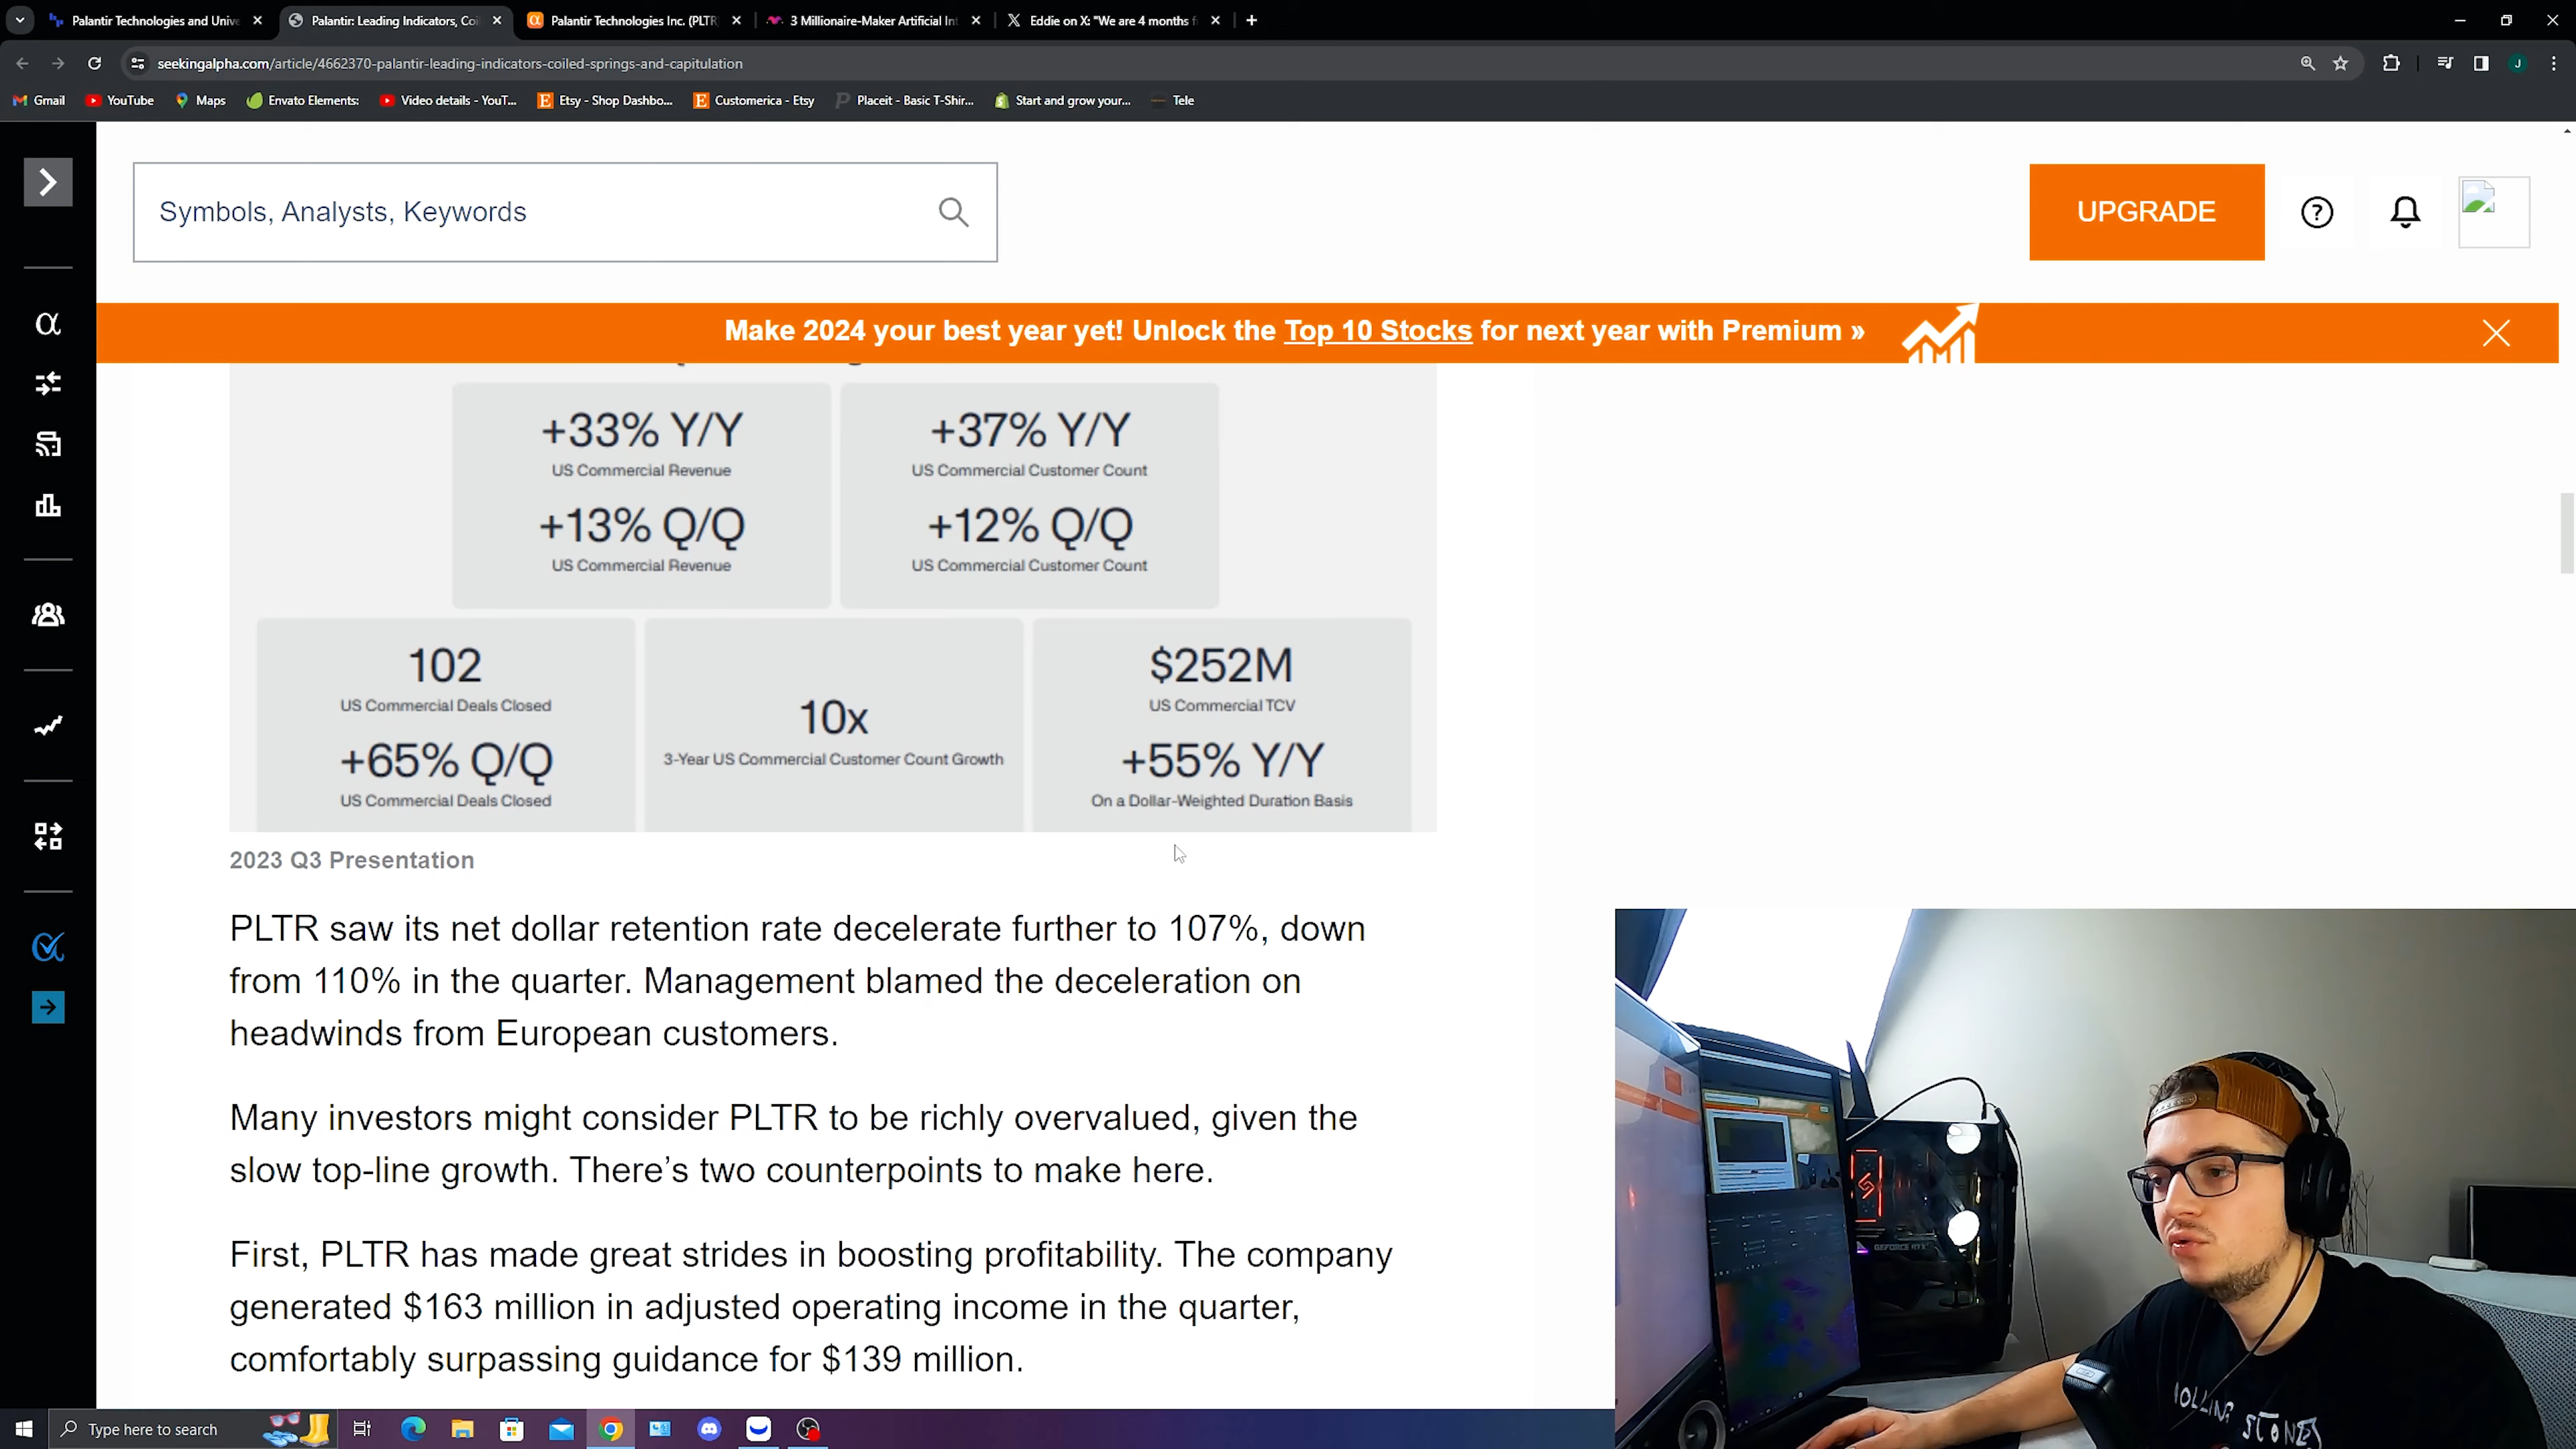 Palantir Technologies and Unive
Palantir: Leading Indicators, Coi
Palantir Technologies Inc. (PLTR
3 Millionaire-Maker Artificial Int
Eddie on X: "We are 4 months f
seekingalpha.com/article/4662370-palantir-leading-indicators-coiled-springs-and-capitulation
J
Gmail
YouTube
Maps
Envato Elements:
Video details - YouT...
Etsy - Shop Dashbo...
Customerica - Etsy
Placeit - Basic T-Shir...
Start and grow your...
Tele
Symbols, Analysts, Keywords
UPGRADE
Make 2024 your best year yet! Unlock the Top 10 Stocks for next year with Premium »
+33% Y/Y
US Commercial Revenue
+13% Q/Q
US Commercial Revenue
+37% Y/Y
US Commercial Customer Count
+12% Q/Q
US Commercial Customer Count
102
US Commercial Deals Closed
+65% Q/Q
US Commercial Deals Closed
10x
3-Year US Commercial Customer Count Growth
$252M
US Commercial TCV
+55% Y/Y
On a Dollar-Weighted Duration Basis
2023 Q3 Presentation
PLTR saw its net dollar retention rate decelerate further to 107%, down
from 110% in the quarter. Management blamed the deceleration on
headwinds from European customers.
Many investors might consider PLTR to be richly overvalued, given the
slow top-line growth. There's two counterpoints to make here.
First, PLTR has made great strides in boosting profitability. The company
generated $163 million in adjusted operating income in the quarter,
comfortably surpassing guidance for $139 million.
GEFORCE RTX
STONES
Type here to search